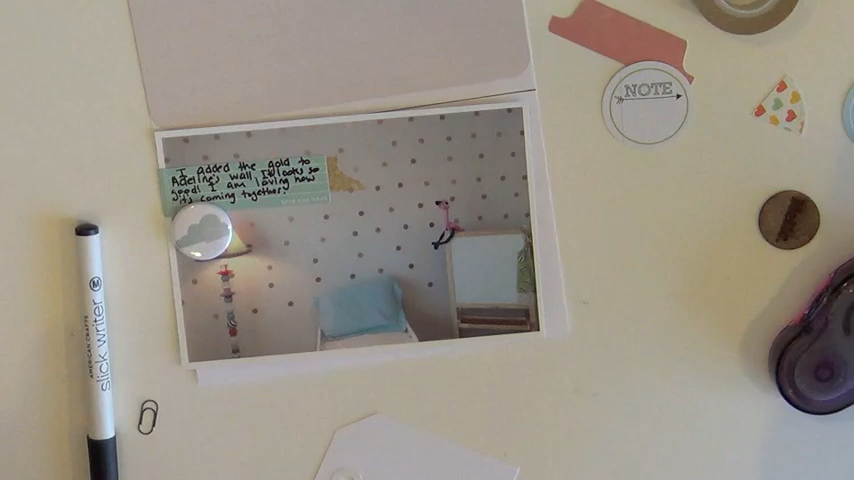 I added the gold to
Adeline's wall. It looks so
good! I am loving how
it's coming together!
NOTE
AMERICAN CRAFTS
slick writer
M